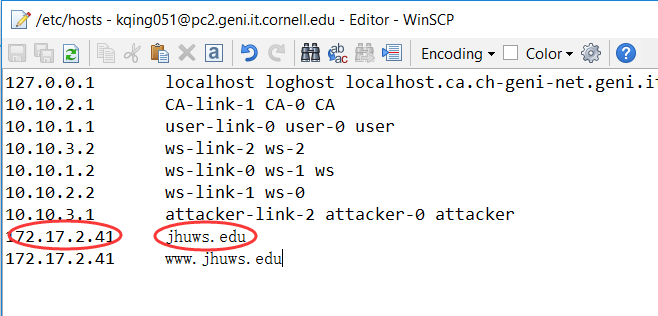 /etc/hosts - kqing051@pc2.geni.it.cornell.edu - Editor - WinSCP
Encoding Color
127.0.0.1 localhost loghost localhost.ca.ch-geni-net.geni.i
10.10.2.1 CA-link-1 CA-0 CA
10.10.1.1 user-link-0 user-0 user
10.10.3.2 ws-link-2 ws-2
10.10.1.2 ws-link-0 ws-1 ws
10.10.2.2 ws-link-1 ws-0
10.10.3.1 attacker-link-2 attacker-0 attacker
172.17.2.41 jhuws.edu
172.17.2.41 www.jhuws.edu